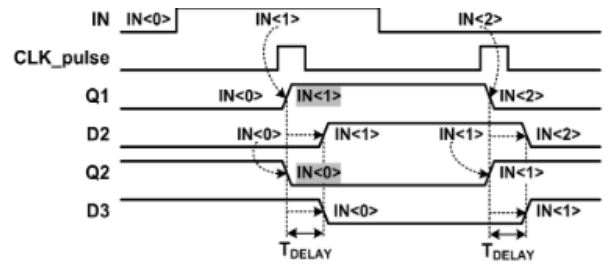 IN IN<0> IN<1> IN<2>
CLK_pulse
Q1 IN<0> IN<1> IN<2>
D2 IN<0> IN<1> IN<1> IN<2>
Q2 IN<0> IN<1>
D3 IN<0> IN<1>
TDELAY TDELAY